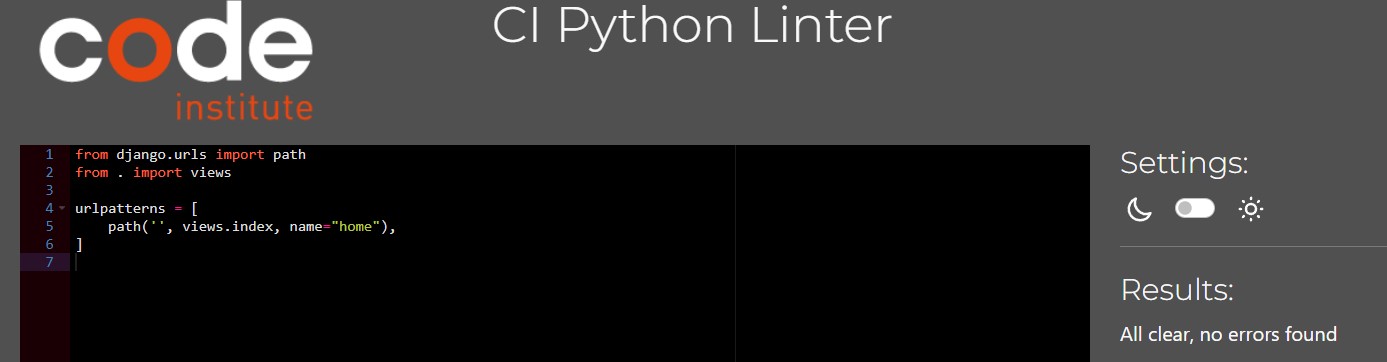 code
institute
CI Python Linter
1 from django.urls import path
2 from . import views
3
4 urlpatterns = [
5     path('', views.index, name="home"),
6 ]
7
Settings:
Results:
All clear, no errors found